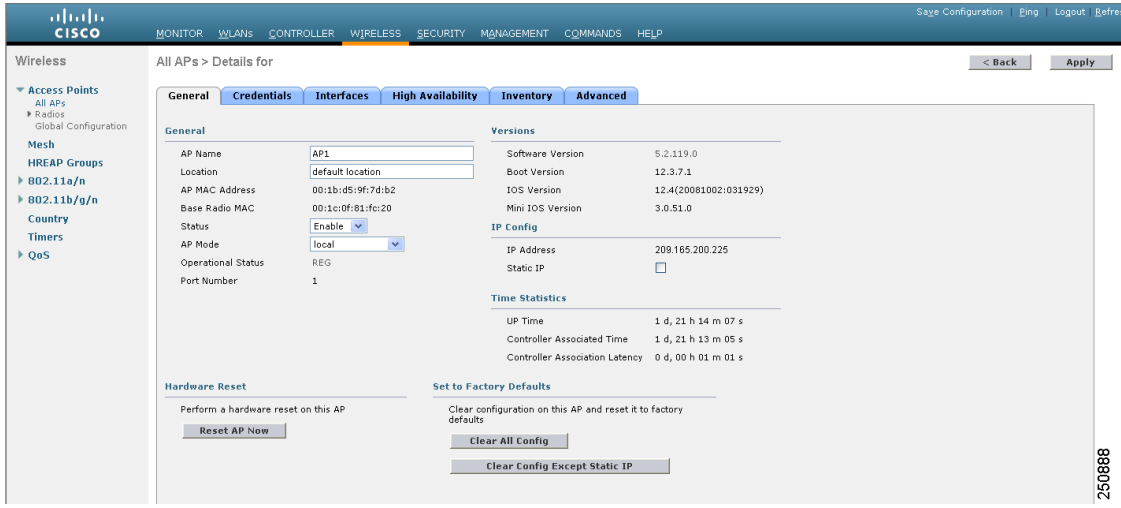 Save Configuration | Ping | Logout | Refre
CISCO
MONITOR WLANs CONTROLLER WIRELESS SECURITY MANAGEMENT COMMANDS HELP
Wireless
All APs > Details for
< Back
Apply
Access Points
All APs
Radios
Global Configuration
Mesh
HREAP Groups
802.11a/n
802.11b/g/n
Country
Timers
QoS
General Credentials Interfaces High Availability Inventory Advanced
General
AP Name AP1
Location default location
AP MAC Address 00:1b:d5:9f:7d:b2
Base Radio MAC 00:1c:0f:81:fc:20
Status Enable
AP Mode local
Operational Status REG
Port Number 1
Versions
Software Version 5.2.119.0
Boot Version 12.3.7.1
IOS Version 12.4(20081002:031929)
Mini IOS Version 3.0.51.0
IP Config
IP Address 209.165.200.225
Static IP
Time Statistics
UP Time 1 d, 21 h 14 m 07 s
Controller Associated Time 1 d, 21 h 13 m 05 s
Controller Association Latency 0 d, 00 h 01 m 01 s
Hardware Reset
Perform a hardware reset on this AP
Reset AP Now
Set to Factory Defaults
Clear configuration on this AP and reset it to factory
defaults
Clear All Config
Clear Config Except Static IP
250888